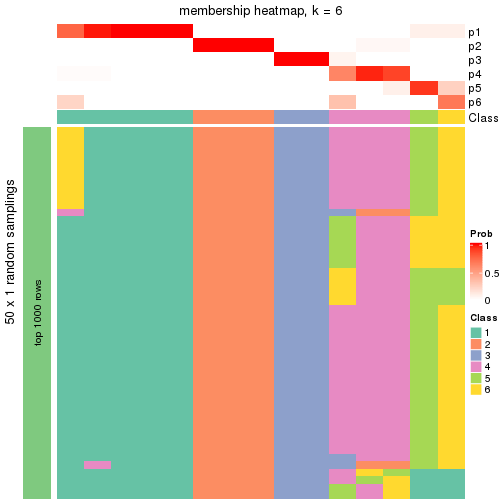 membership heatmap, k = 6
p1
p2
p3
p4
p5
p6
Class
50 x 1 random samplings
top 1000 rows
Prob
1
0.5
0
Class
1
2
3
4
5
6